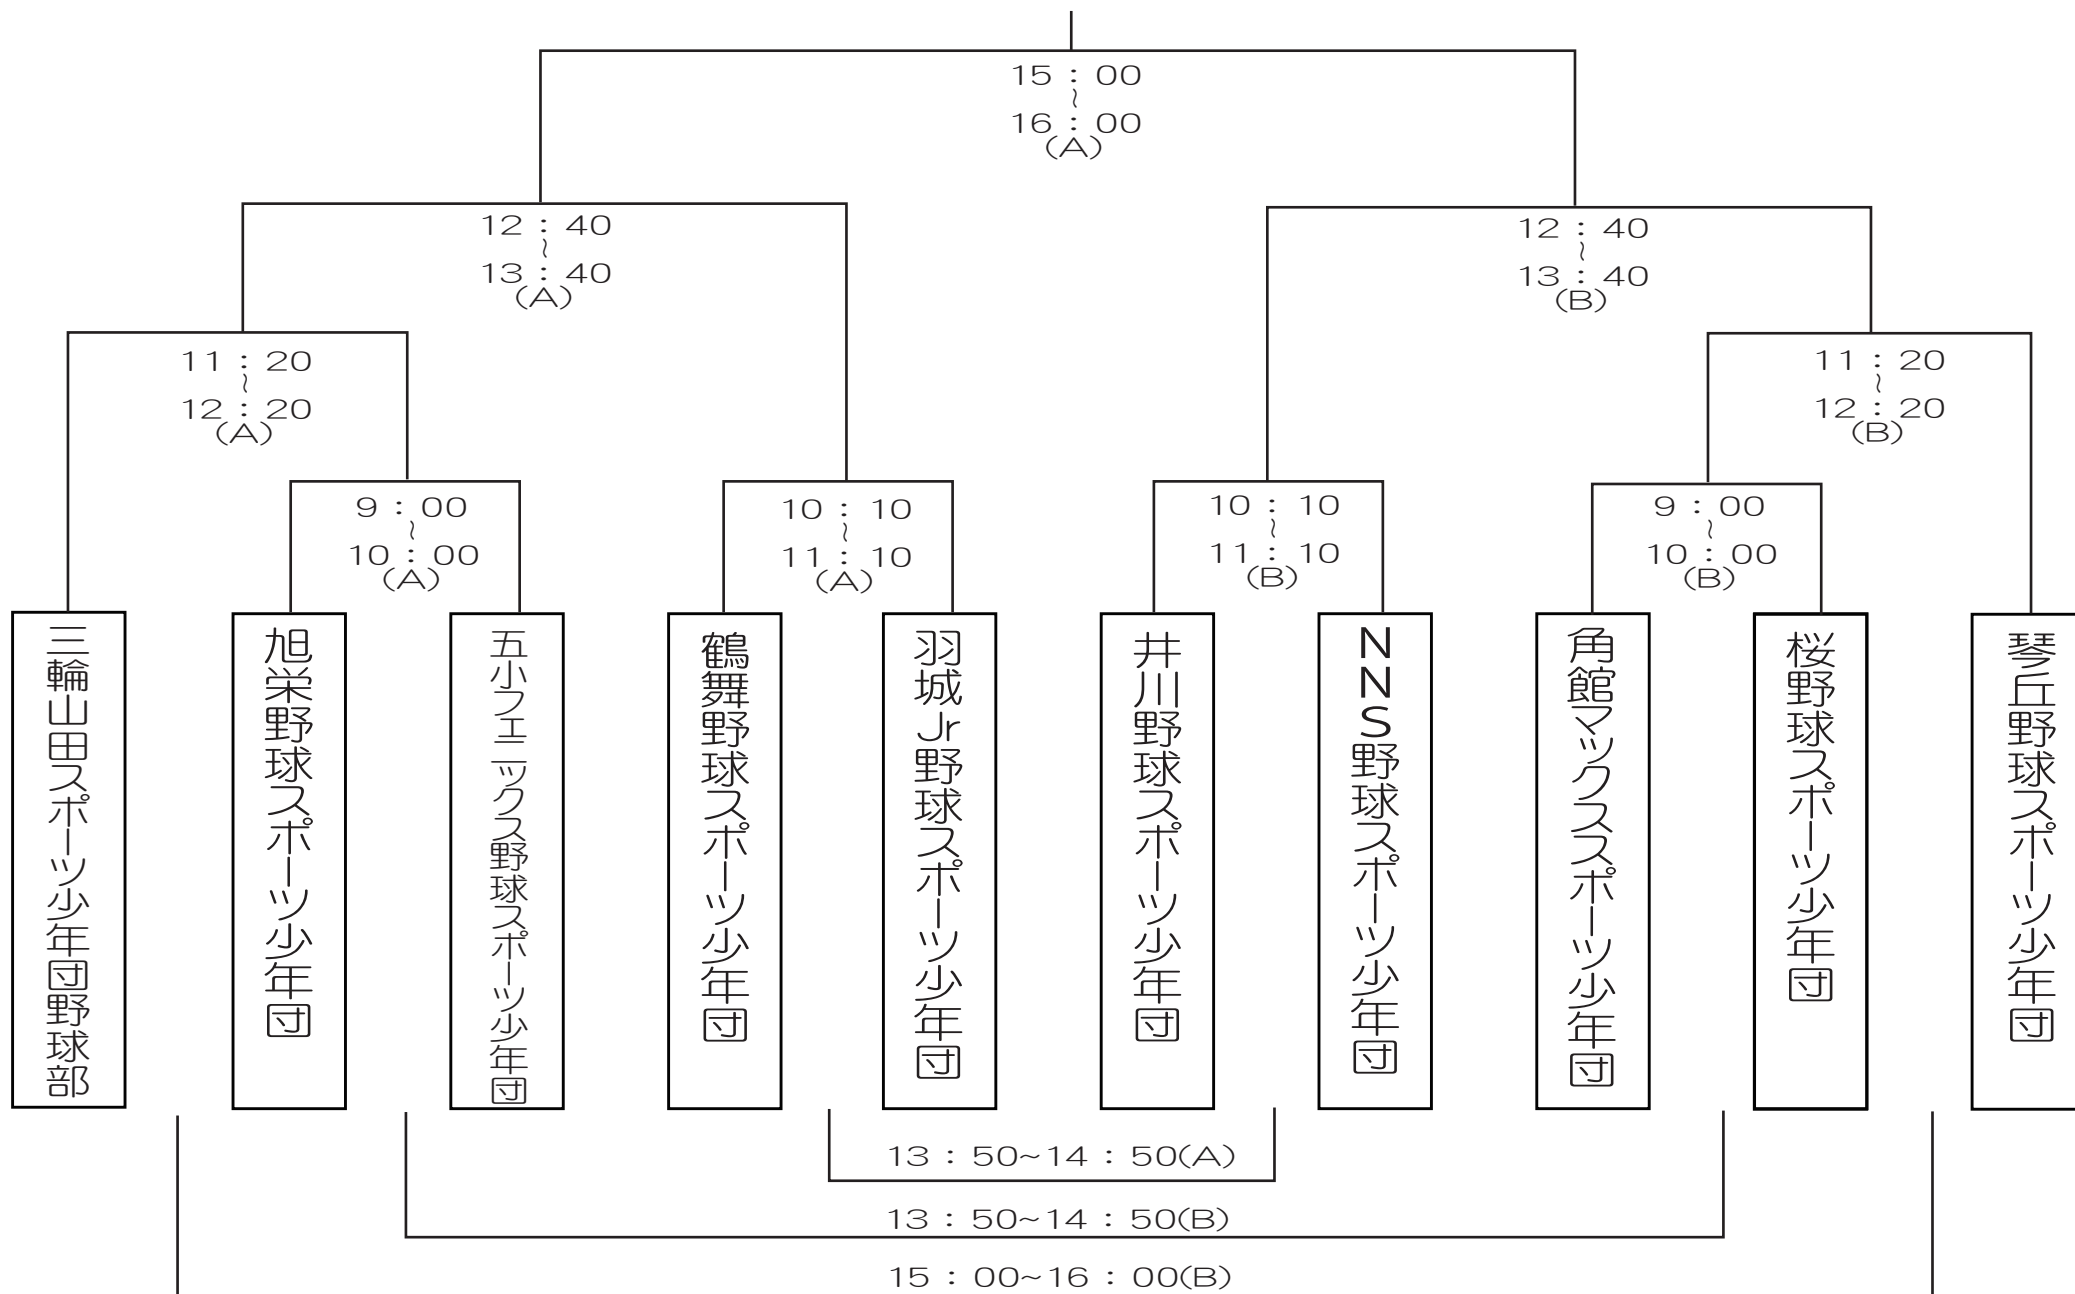 15：00
～
16：00
(A)
12：40
～
13：40
(A)
12：40
～
13：40
(B)
11：20
～
12：20
(A)
11：20
～
12：20
(B)
9：00
～
10：00
(A)
10：10
～
11：10
(A)
10：10
～
11：10
(B)
9：00
～
10：00
(B)
三輪山田スポーツ少年団野球部
旭栄野球スポーツ少年団
五小フェニックス野球スポーツ少年団
鶴舞野球スポーツ少年団
羽城Jr野球スポーツ少年団
井川野球スポーツ少年団
NNS野球スポーツ少年団
角館マックススポーツ少年団
桜野球スポーツ少年団
琴丘野球スポーツ少年団
13：50~14：50(A)
13：50~14：50(B)
15：00~16：00(B)